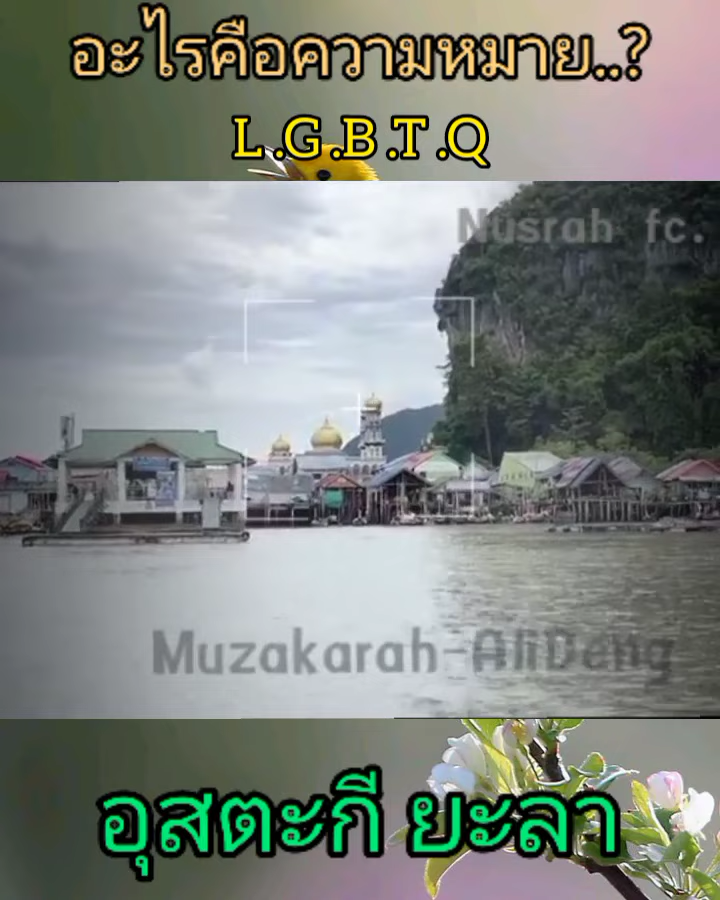 อะไรคือความหมาย..?
L.G.B.T.Q
Nusrah fc.
Muzakarah-AliDeng
อุสตะกี ยะลา